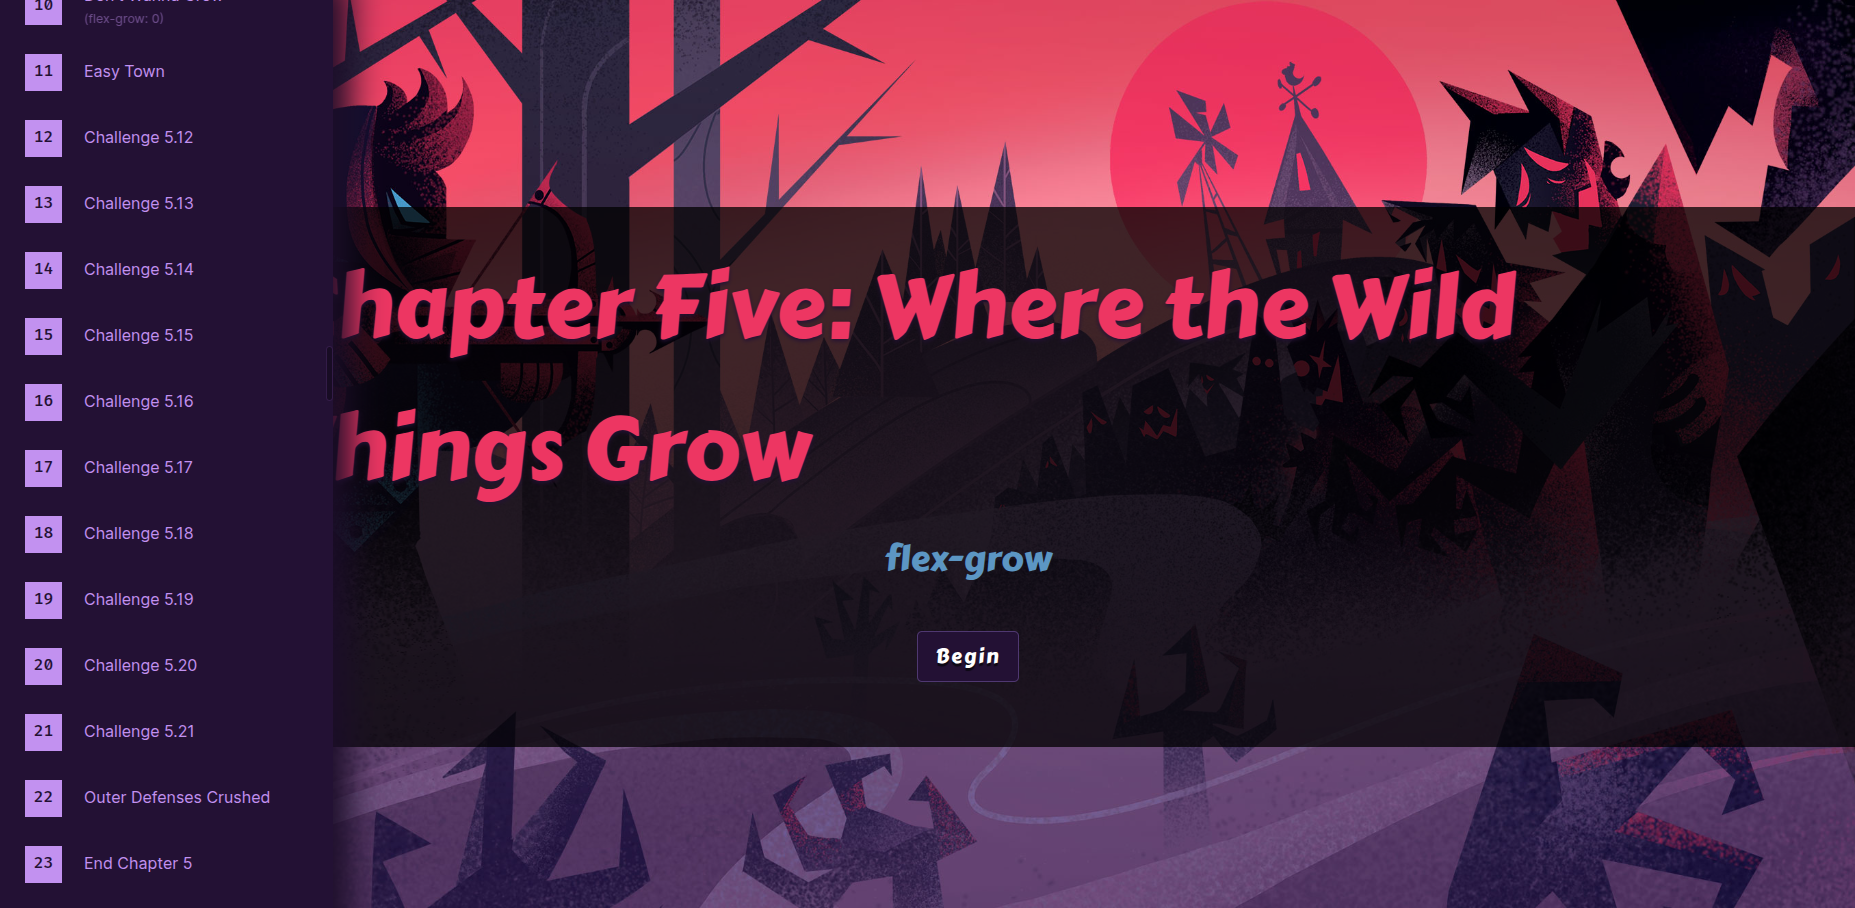 10
(flex-grow: 0)
11 Easy Town
12 Challenge 5.12
13 Challenge 5.13
14 Challenge 5.14
15 Challenge 5.15
16 Challenge 5.16
17 Challenge 5.17
18 Challenge 5.18
19 Challenge 5.19
20 Challenge 5.20
21 Challenge 5.21
22 Outer Defenses Crushed
23 End Chapter 5
hapter Five: Where the Wild
hings Grow
flex-grow
Begin